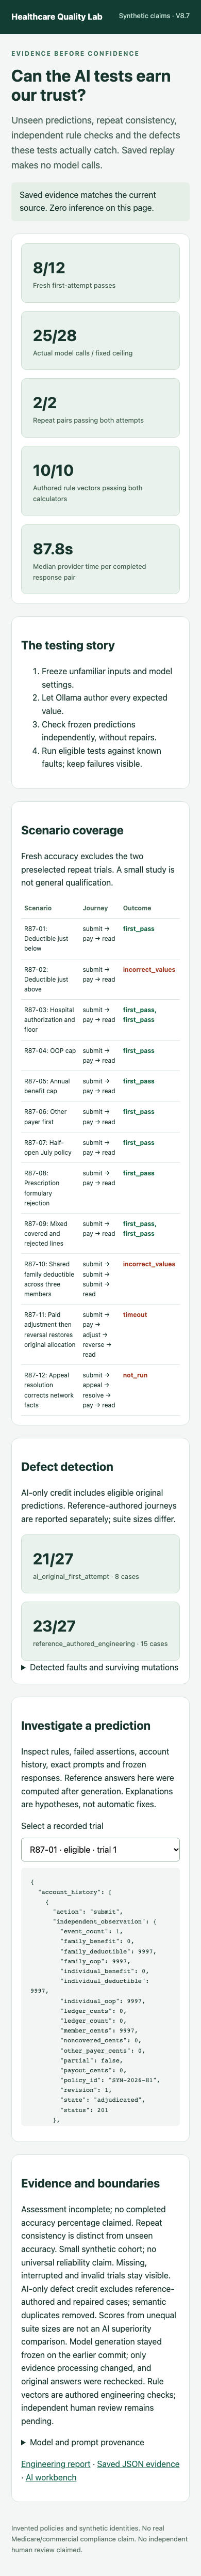 Healthcare Quality Lab
Synthetic claims · V8.7
EVIDENCE BEFORE CONFIDENCE
Can the AI tests earn
our trust?
Unseen predictions, repeat consistency,
independent rule checks and the defects
these tests actually catch. Saved replay
makes no model calls.
Saved evidence matches the current
source. Zero inference on this page.
8/12
Fresh first-attempt passes
25/28
Actual model calls / fixed ceiling
2/2
Repeat pairs passing both attempts
10/10
Authored rule vectors passing both
calculators
87.8s
Median provider time per completed
response pair
The testing story
1. Freeze unfamiliar inputs and model
settings.
2. Let Ollama author every expected
value.
3. Check frozen predictions
independently, without repairs.
4. Run eligible tests against known
faults; keep failures visible.
Scenario coverage
Fresh accuracy excludes the two
preselected repeat trials. A small study is
not general qualification.
Scenario Journey Outcome
R87-01: submit → first_pass
Deductible just pay → read
below
R87-02: submit → incorrect_values
Deductible just pay → read
above
R87-03: Hospital submit → first_pass,
authorization and pay → read first_pass
floor
R87-04: OOP cap submit → first_pass
pay → read
R87-05: Annual submit → first_pass
benefit cap pay → read
R87-06: Other submit → first_pass
payer first pay → read
R87-07: Half- submit → first_pass
open July policy pay → read
R87-08: submit → first_pass
Prescription pay → read
formulary
rejection
R87-09: Mixed submit → first_pass,
covered and pay → read first_pass
rejected lines
R87-10: Shared submit → incorrect_values
family deductible submit →
across three submit →
members read
R87-11: Paid submit → timeout
adjustment then pay →
reversal restores adjust →
original allocation reverse →
read
R87-12: Appeal submit → not_run
resolution appeal →
corrects network resolve →
facts pay → read
Defect detection
AI-only credit includes eligible original
predictions. Reference-authored journeys
are reported separately; suite sizes differ.
21/27
ai_original_first_attempt · 8 cases
23/27
reference_authored_engineering · 15 cases
▶ Detected faults and surviving mutations
Investigate a prediction
Inspect rules, failed assertions, account
history, exact prompts and frozen
responses. Reference answers here were
computed after generation. Explanations
are hypotheses, not automatic fixes.
Select a recorded trial
R87-01 · eligible · trial 1
{
"account_history": [
{
"action": "submit",
"independent_observation": {
"event_count": 1,
"family_benefit": 0,
"family_deductible": 9997,
"family_oop": 9997,
"individual_benefit": 0,
"individual_deductible":
9997,
"individual_oop": 9997,
"ledger_cents": 0,
"ledger_count": 0,
"member_cents": 9997,
"noncovered_cents": 0,
"other_payer_cents": 0,
"partial": false,
"payout_cents": 0,
"policy_id": "SYN-2026-H1",
"revision": 1,
"state": "adjudicated",
"status": 201
},
Evidence and boundaries
Assessment incomplete; no completed
accuracy percentage claimed. Repeat
consistency is distinct from unseen
accuracy. Small synthetic cohort; no
universal reliability claim. Missing,
interrupted and invalid trials stay visible.
AI-only defect credit excludes reference-
authored and repaired cases; semantic
duplicates removed. Scores from unequal
suite sizes are not an AI superiority
comparison. Model generation stayed
frozen on the earlier commit; only
evidence processing changed, and
original answers were rechecked. Rule
vectors are authored engineering checks;
independent human review remains
pending.
▶ Model and prompt provenance
Engineering report · Saved JSON evidence
· AI workbench
Invented policies and synthetic identities. No real
Medicare/commercial compliance claim. No independent
human review claimed.